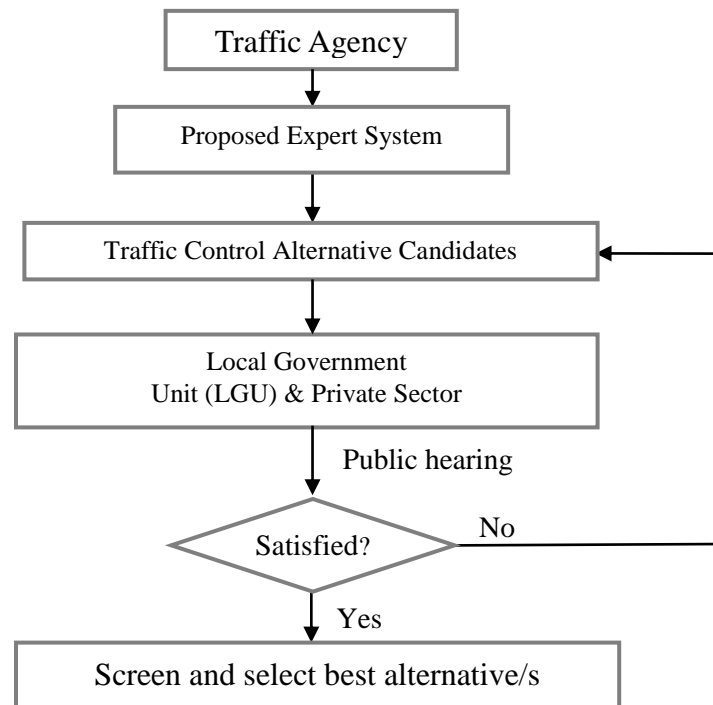 Traffic Agency
Proposed Expert System
Traffic Control Alternative Candidates
Local Government
Unit (LGU) & Private Sector
Public hearing
Satisfied?
No
Yes
Screen and select best alternative/s